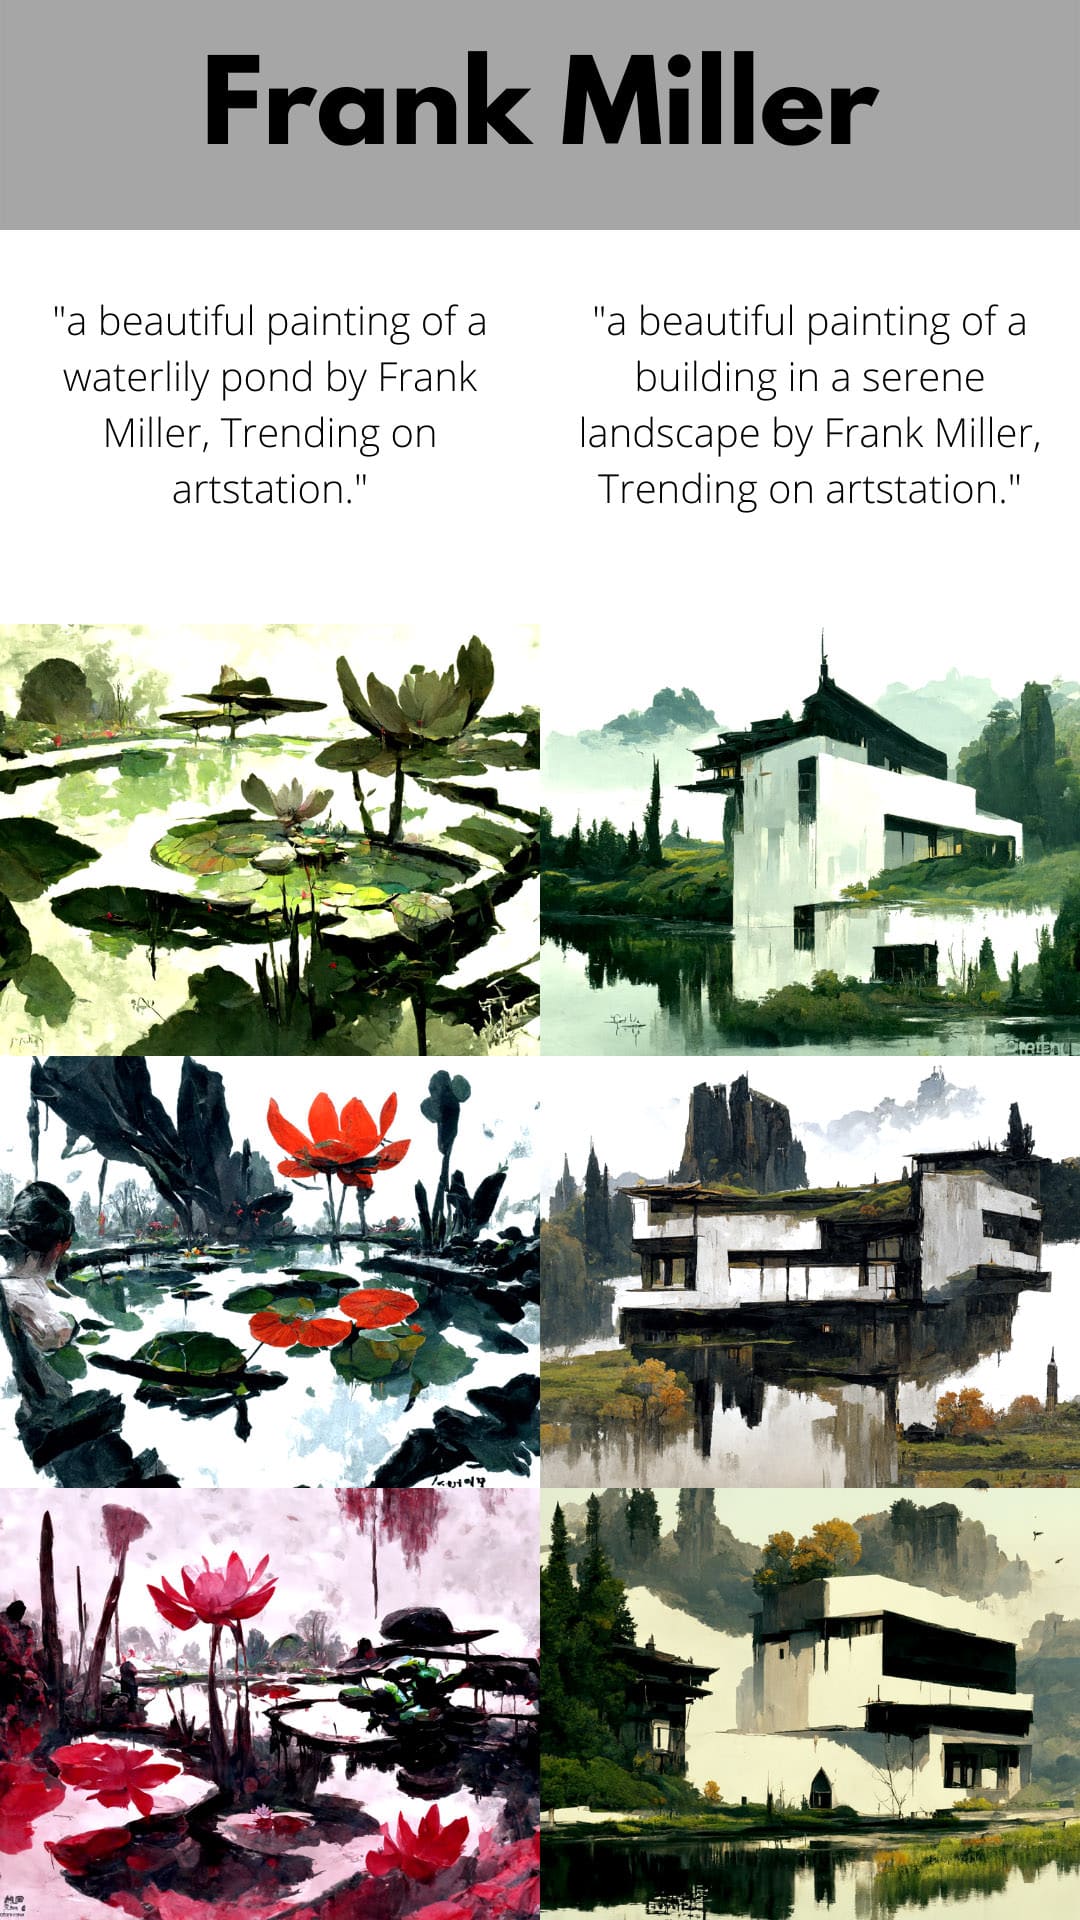 Frank Miller
"a beautiful painting of a
waterlily pond by Frank
Miller, Trending on
artstation."
"a beautiful painting of a
building in a serene
landscape by Frank Miller,
Trending on artstation."